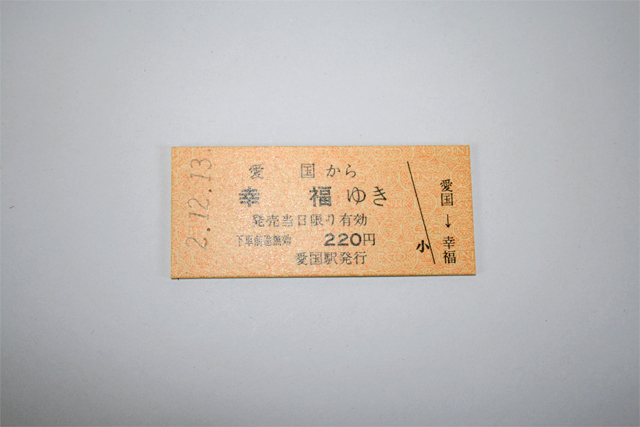 2.12.13.
愛国から
幸福ゆき
発売当日限り有効
下車前途無効 220円
愛国駅発行
小
愛国→幸福